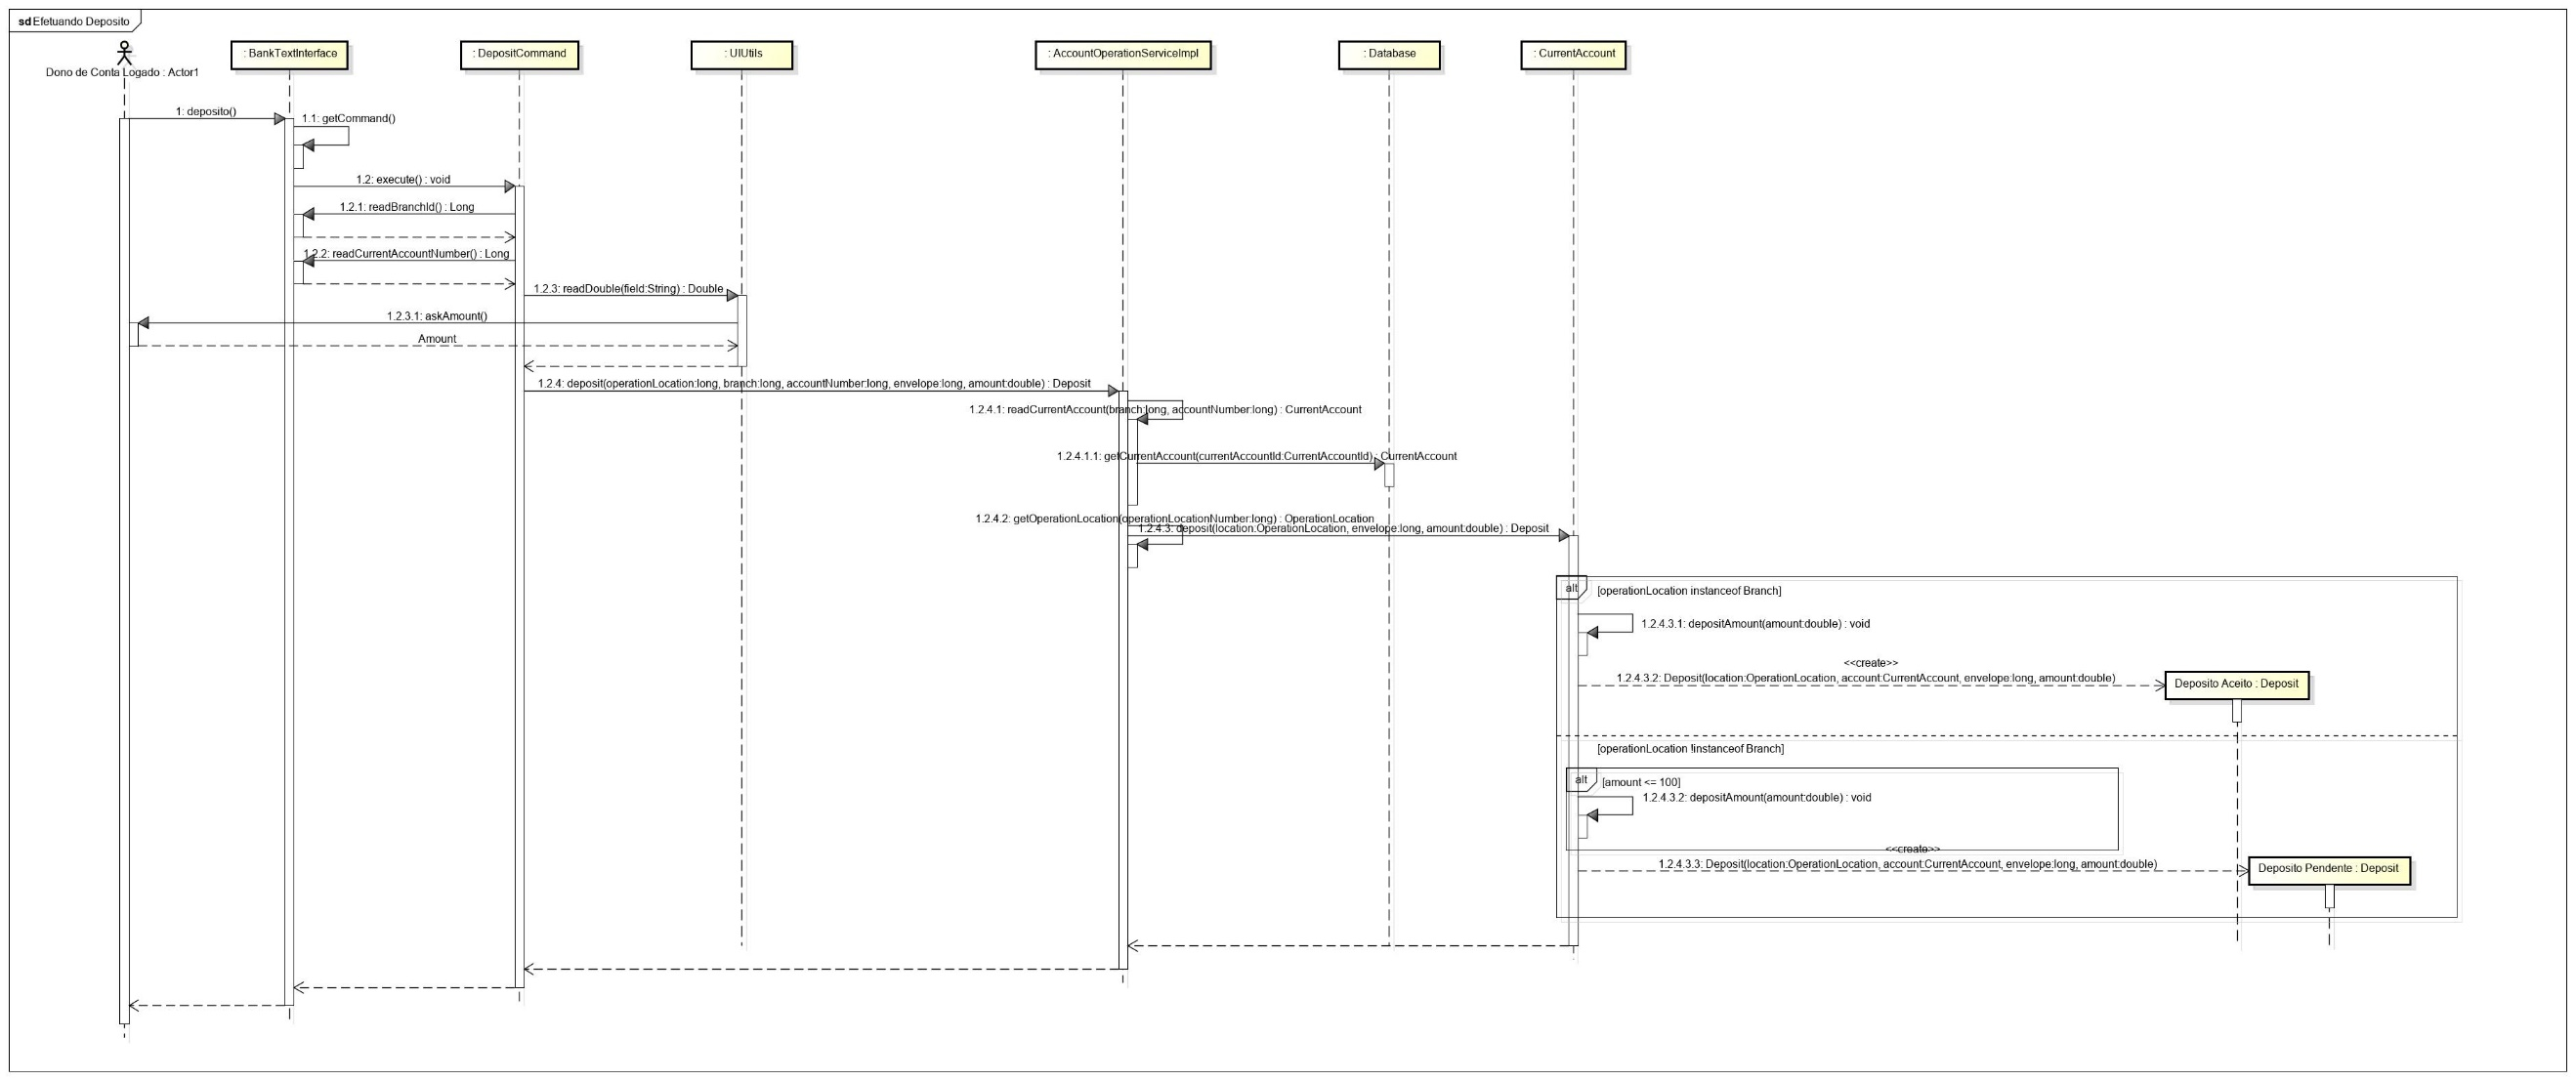 sd Efetuando Deposito
Dono de Conta Logado : Actor1
: BankTextInterface
: DepositCommand
: UIUtils
: AccountOperationServiceImpl
: Database
: CurrentAccount
1: deposito()
1.1: getCommand()
1.2: execute() : void
1.2.1: readBranchId() : Long
1.2.2: readCurrentAccountNumber() : Long
1.2.3: readDouble(field:String) : Double
1.2.3.1: askAmount()
Amount
1.2.4: deposit(operationLocation:long, branch:long, accountNumber:long, envelope:long, amount:double) : Deposit
1.2.4.1: readCurrentAccount(branch:long, accountNumber:long) : CurrentAccount
1.2.4.1.1: getCurrentAccount(currentAccountId:CurrentAccountId) : CurrentAccount
1.2.4.2: getOperationLocation(operationLocationNumber:long) : OperationLocation
1.2.4.3: deposit(location:OperationLocation, envelope:long, amount:double) : Deposit
alt
[operationLocation instanceof Branch]
1.2.4.3.1: depositAmount(amount:double) : void
<<create>>
1.2.4.3.2: Deposit(location:OperationLocation, account:CurrentAccount, envelope:long, amount:double)
Deposito Aceito : Deposit
[operationLocation !instanceof Branch]
alt
[amount <= 100]
1.2.4.3.2: depositAmount(amount:double) : void
<<create>>
1.2.4.3.3: Deposit(location:OperationLocation, account:CurrentAccount, envelope:long, amount:double)
Deposito Pendente : Deposit